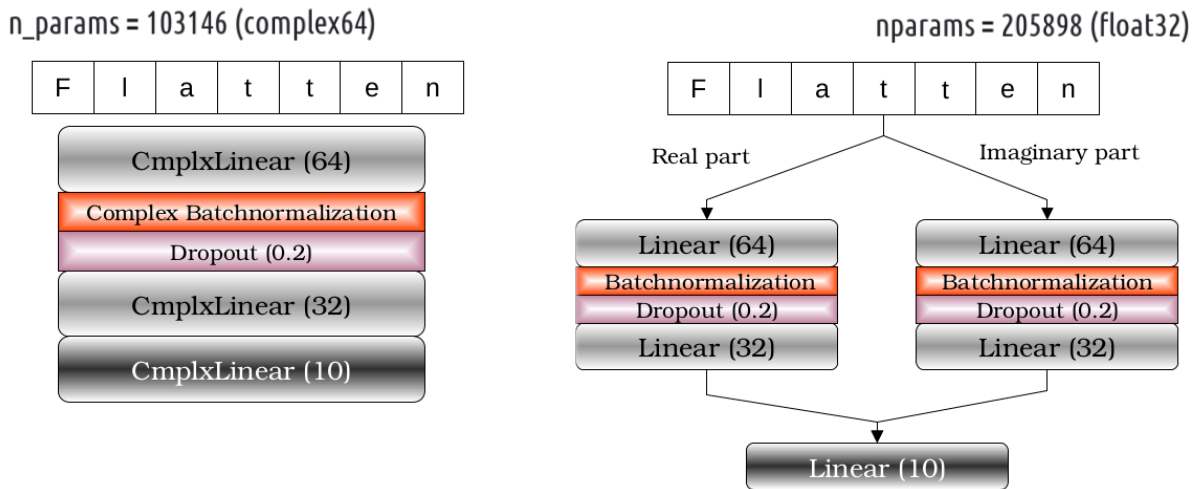 n_params = 103146 (complex64)
F l a t t e n
CmplxLinear (64)
Complex Batchnormalization
Dropout (0.2)
CmplxLinear (32)
CmplxLinear (10)
nparams = 205898 (float32)
F l a t t e n
Real part
Imaginary part
Linear (64)
Batchnormalization
Dropout (0.2)
Linear (32)
Linear (64)
Batchnormalization
Dropout (0.2)
Linear (32)
Linear (10)